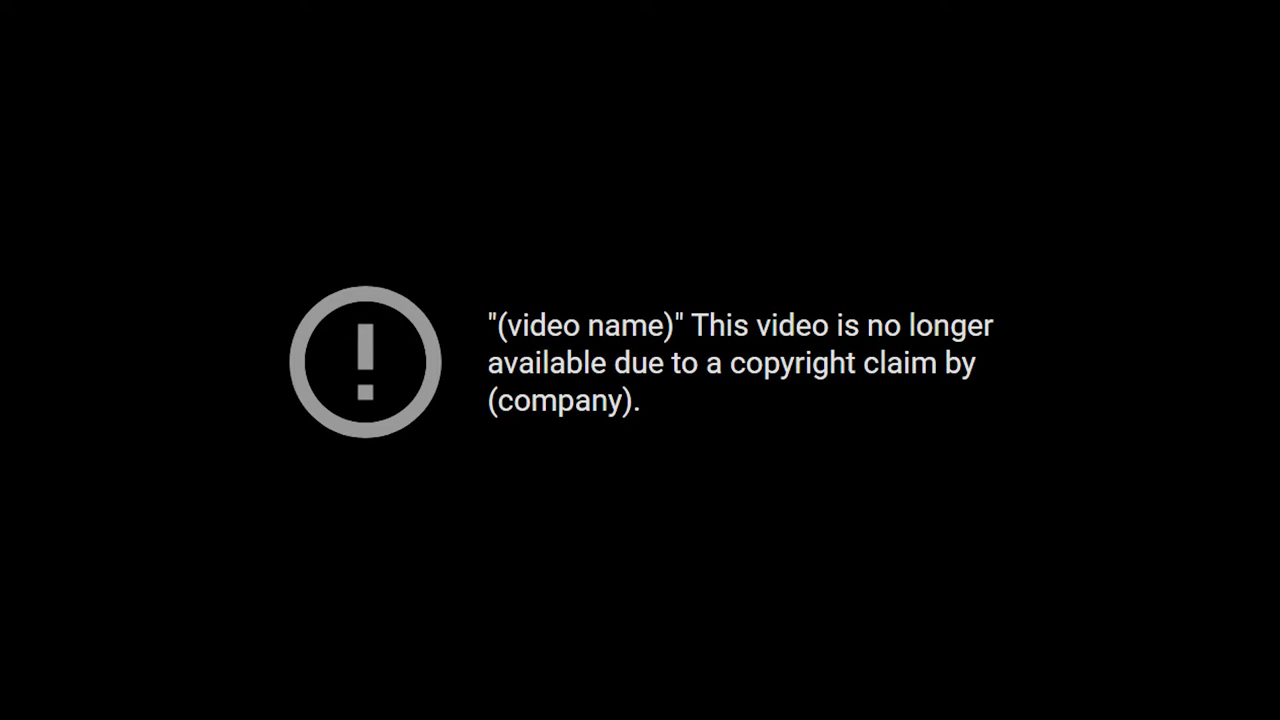 "(video name)" This video is no longer
available due to a copyright claim by
(company).